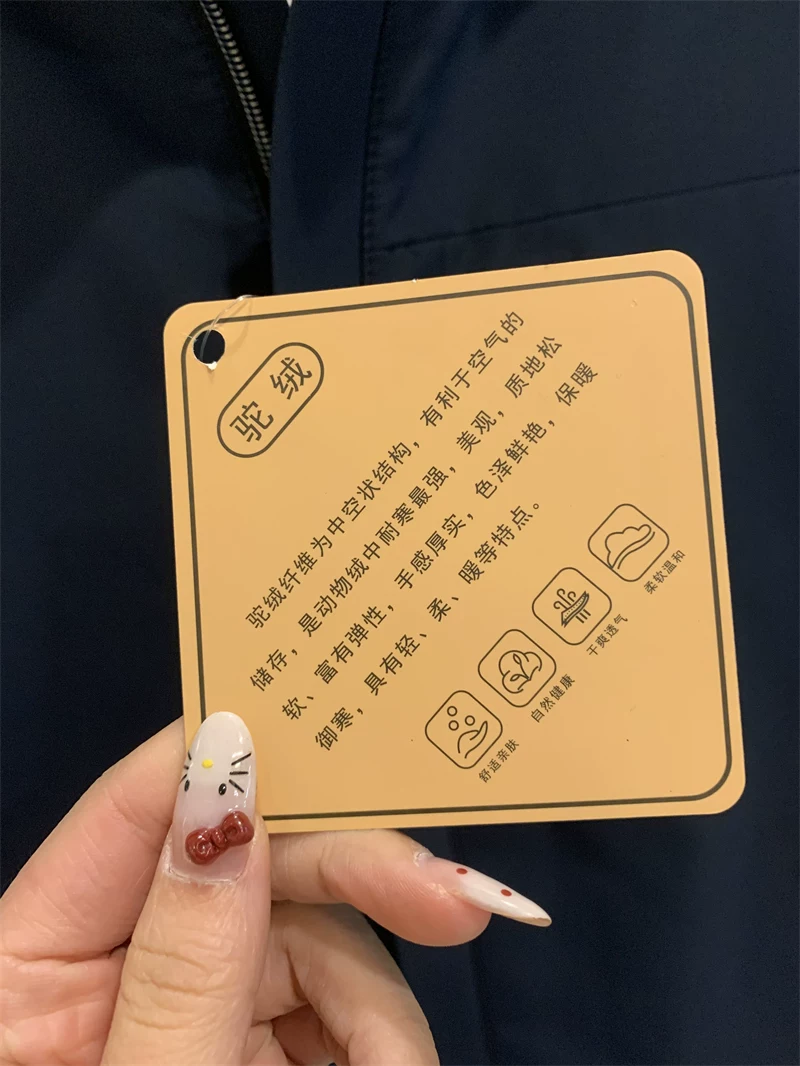 驼绒
驼绒纤维为中空状结构，有利于空气的
储存，是动物绒中耐寒最强，美观，质地松
软、富有弹性，手感厚实，色泽鲜艳，保暖
御寒，具有轻、柔、暖等特点。
舒适亲肤
自然健康
干爽透气
柔软温和